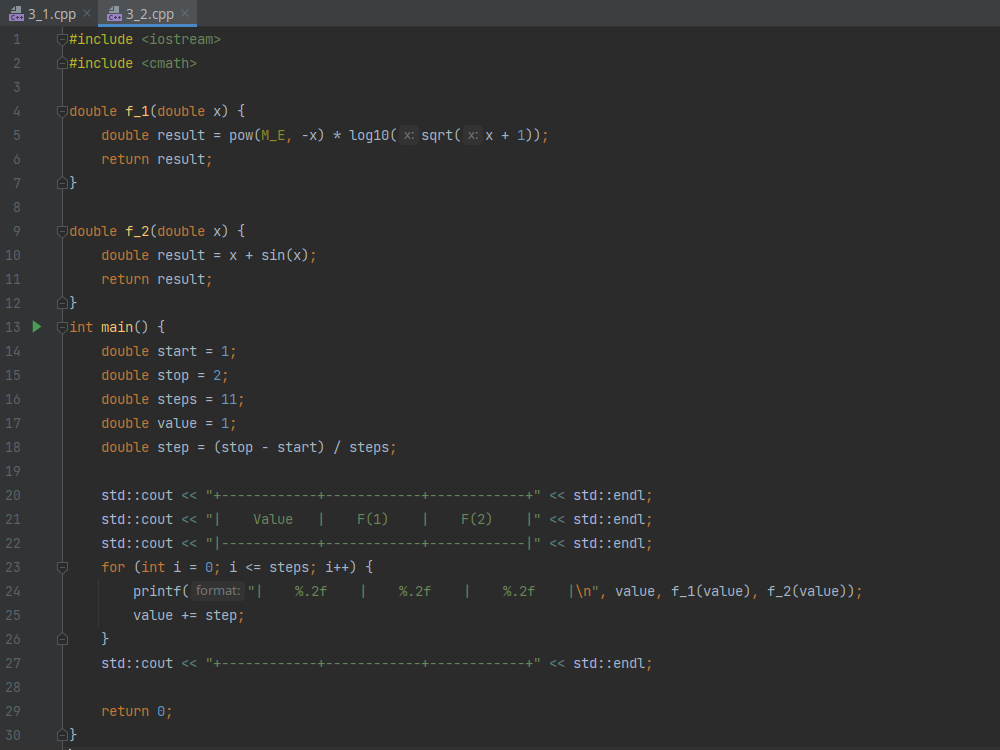 3_1.cpp 3_2.cpp
1 #include <iostream>
2 #include <cmath>
3
4 double f_1(double x) {
5     double result = pow(M_E, -x) * log10( x: sqrt( x: x + 1));
6     return result;
7 }
8
9 double f_2(double x) {
10     double result = x + sin(x);
11     return result;
12 }
13 int main() {
14     double start = 1;
15     double stop = 2;
16     double steps = 11;
17     double value = 1;
18     double step = (stop - start) / steps;
19
20     std::cout << "+------------+------------+------------+" << std::endl;
21     std::cout << "|    Value   |    F(1)    |    F(2)    |" << std::endl;
22     std::cout << "|------------+------------+------------|" << std::endl;
23     for (int i = 0; i <= steps; i++) {
24         printf( format: "|    %.2f    |    %.2f    |    %.2f    |\n", value, f_1(value), f_2(value));
25         value += step;
26     }
27     std::cout << "+------------+------------+------------+" << std::endl;
28
29     return 0;
30 }